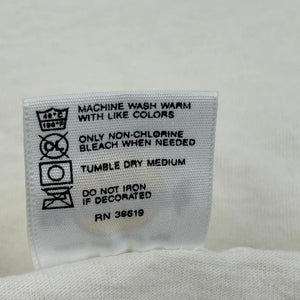 MACHINE WASH WARM
WITH LIKE COLORS
ONLY NON-CHLORINE
BLEACH WHEN NEEDED
TUMBLE DRY MEDIUM
DO NOT IRON
IF DECORATED
RN 38619